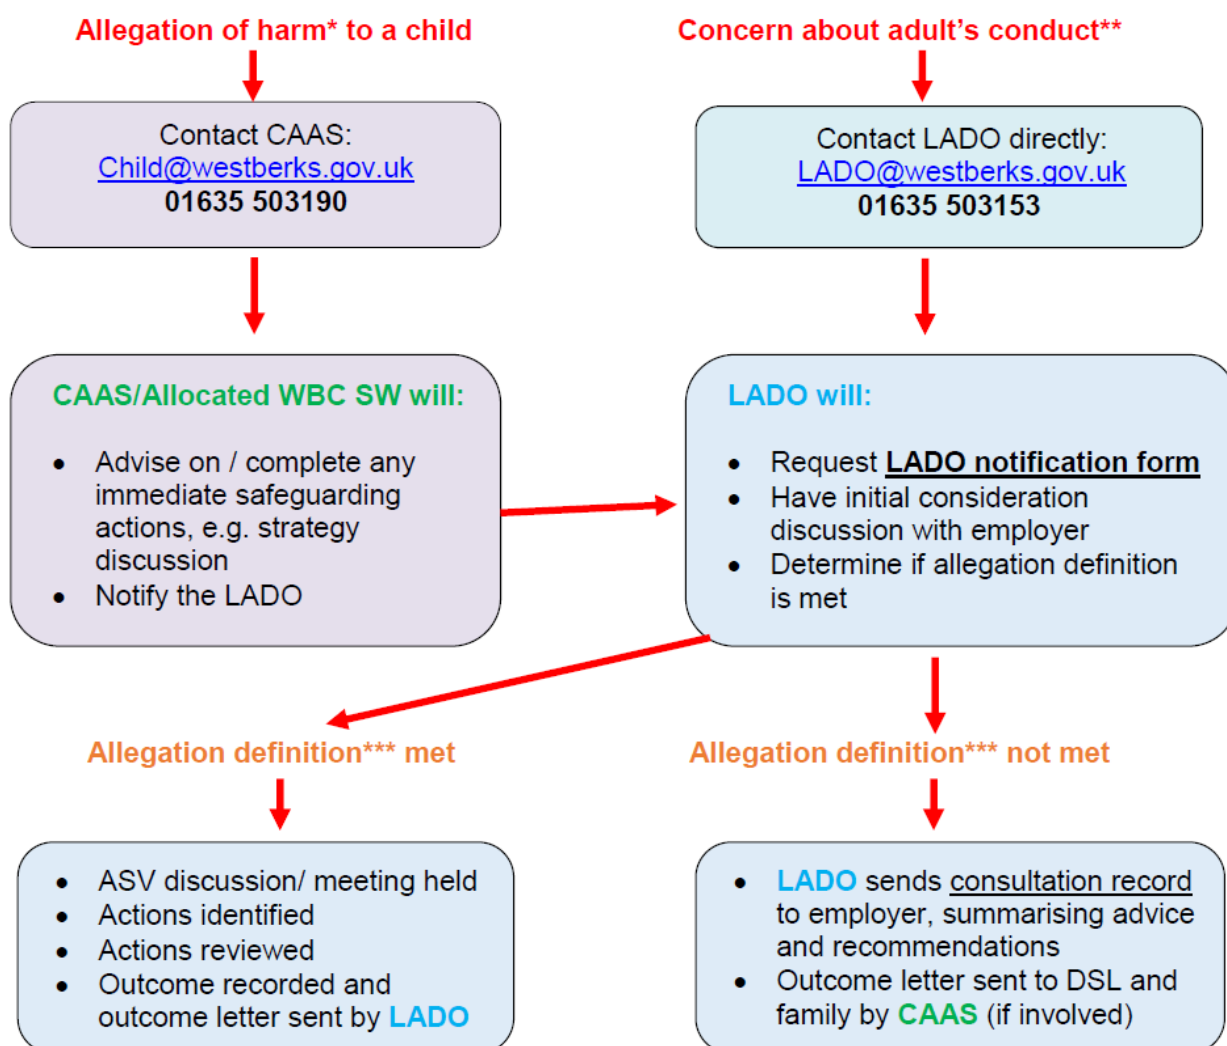 Allegation of harm* to a child
Concern about adult's conduct**
Contact CAAS:
Child@westberks.gov.uk
01635 503190
Contact LADO directly:
LADO@westberks.gov.uk
01635 503153
CAAS/Allocated WBC SW will:
• Advise on / complete any
immediate safeguarding
actions, e.g. strategy
discussion
• Notify the LADO
LADO will:
• Request LADO notification form
• Have initial consideration
discussion with employer
• Determine if allegation definition
is met
Allegation definition*** met
Allegation definition*** not met
• ASV discussion/ meeting held
• Actions identified
• Actions reviewed
• Outcome recorded and
outcome letter sent by LADO
• LADO sends consultation record
to employer, summarising advice
and recommendations
• Outcome letter sent to DSL and
family by CAAS (if involved)